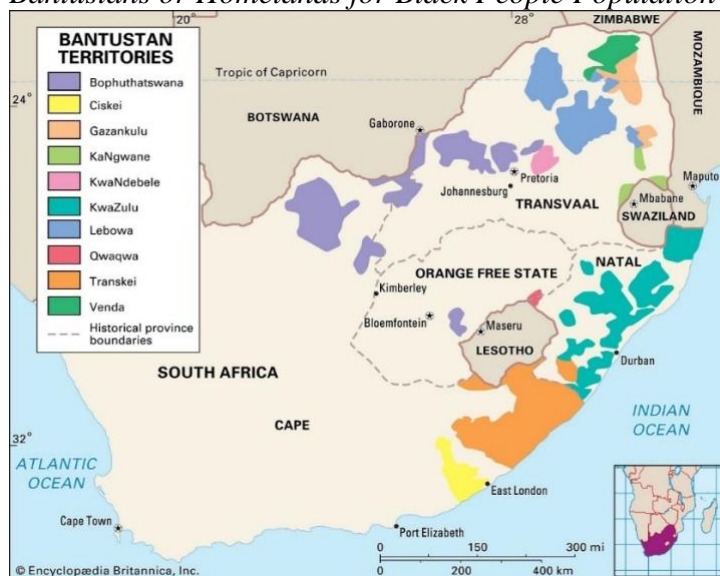 Bantustans or Homelands for Black People Population
20°
28°
ZIMBABWE
BANTUSTAN
TERRITORIES
Bophuthatswana
Ciskei
Gazankulu
KaNgwane
KwaNdebele
KwaZulu
Lebowa
Qwaqwa
Transkei
Venda
Historical province
boundaries
MOZAMBIQUE
Tropic of Capricorn
24°
BOTSWANA
Gaborone
Pretoria
Johannesburg
TRANSVAAL
Maputo
Mbabane
SWAZILAND
ORANGE FREE STATE
NATAL
Kimberley
Bloemfontein
Maseru
LESOTHO
Durban
SOUTH AFRICA
CAPE
INDIAN
OCEAN
32°
ATLANTIC
OCEAN
East London
Cape Town
Port Elizabeth
0 150 300 mi
0 200 400 km
© Encyclopædia Britannica, Inc.